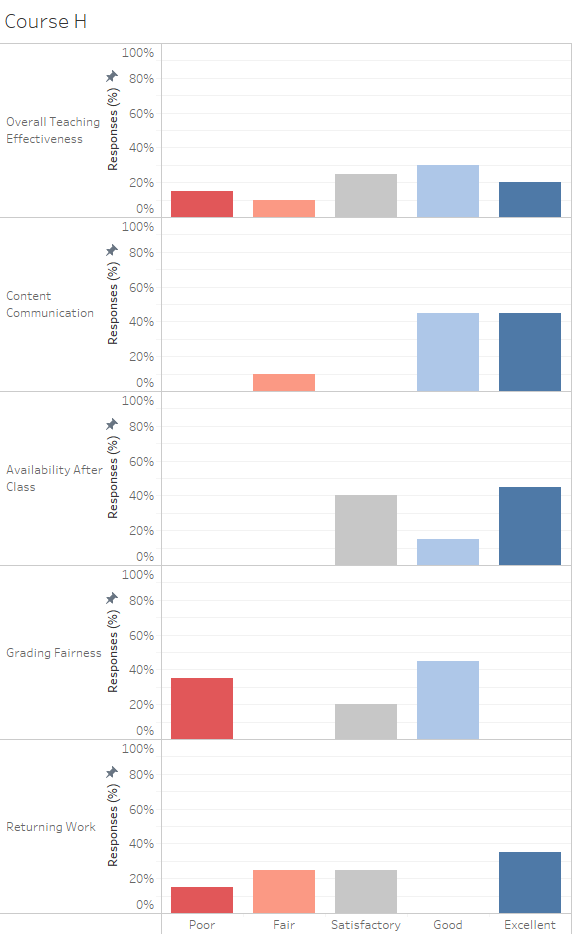 Course H
100%
80%
60%
40%
20%
0%
Responses (%)
Overall Teaching
Effectiveness
100%
80%
60%
40%
20%
0%
Responses (%)
Content
Communication
100%
80%
60%
40%
20%
0%
Responses (%)
Availability After
Class
100%
80%
60%
40%
20%
0%
Responses (%)
Grading Fairness
100%
80%
60%
40%
20%
0%
Responses (%)
Returning Work
Poor Fair Satisfactory Good Excellent